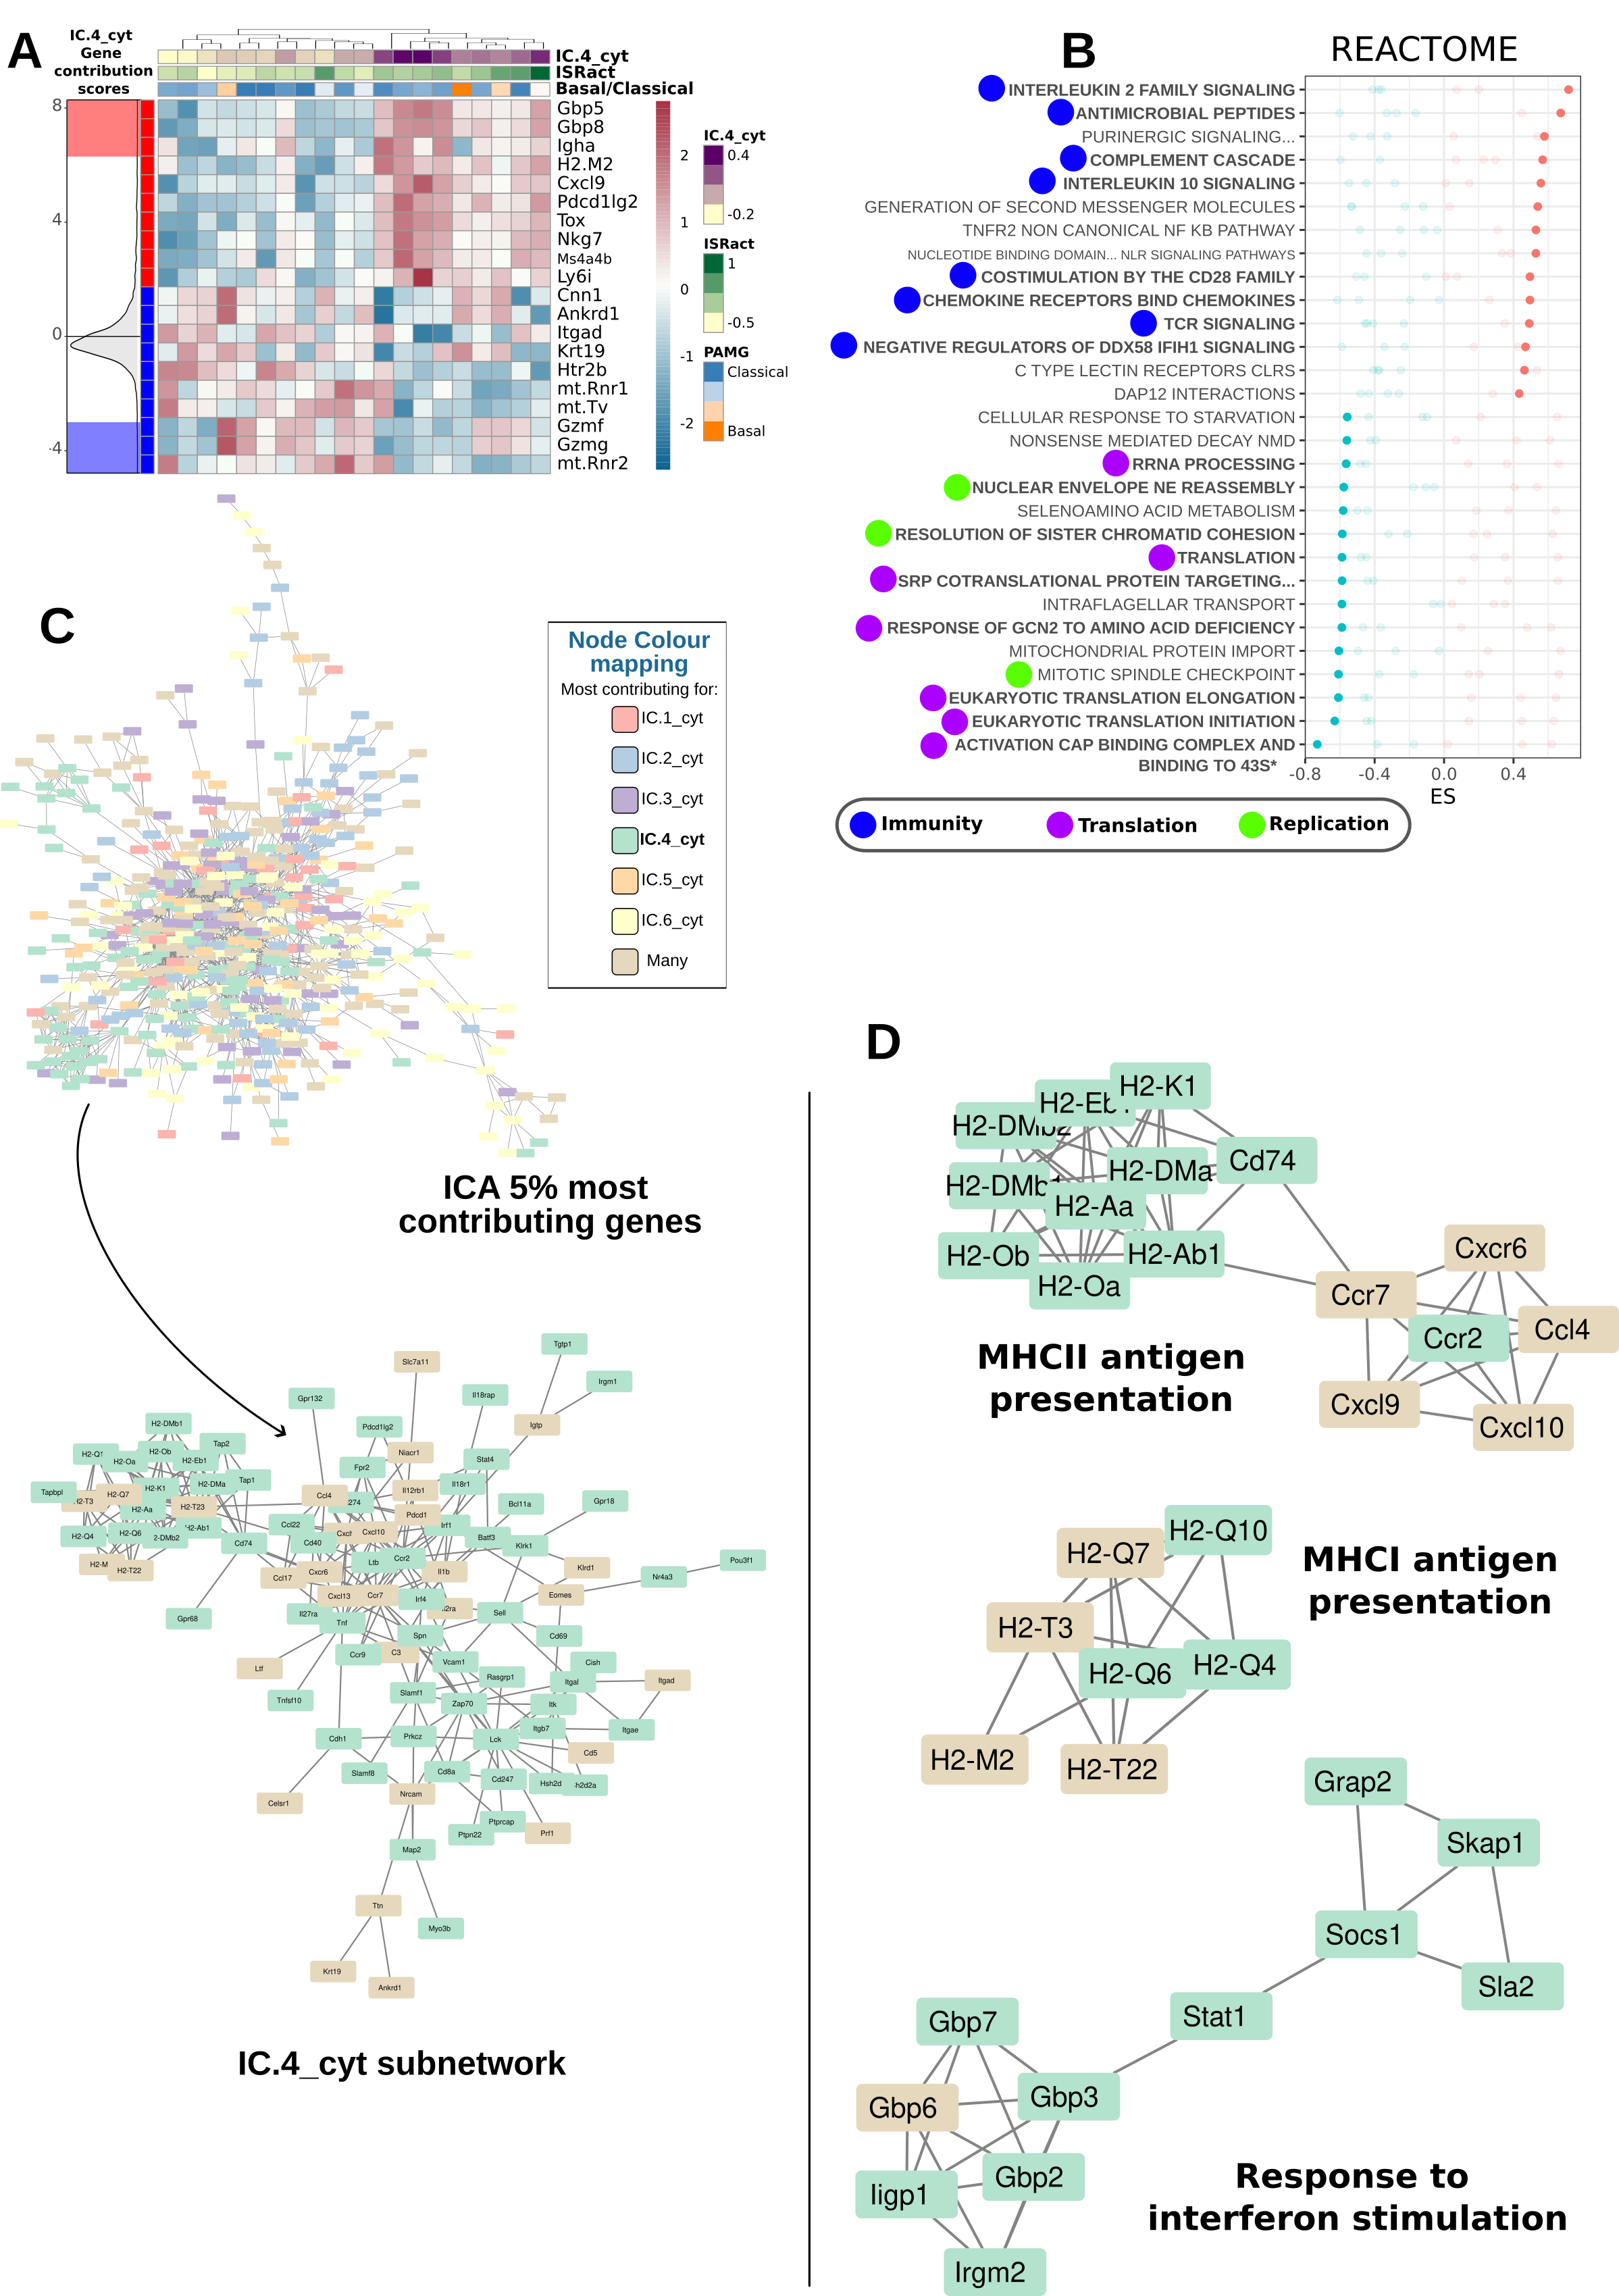 A
IC.4_cyt
Gene
contribution
scores
8
4
0
-4
IC.4_cyt
ISRact
Basal/Classical
Gbp5
Gbp8
Igha
H2.M2
Cxcl9
Pdcd1lg2
Tox
Nkg7
Ms4a4b
Ly6i
Cnn1
Ankrd1
Itgad
Krt19
Htr2b
mt.Rnr1
mt.Tv
Gzmf
Gzmg
mt.Rnr2
2
1
0
-1
-2
IC.4_cyt
0.4
-0.2
ISRact
1
-0.5
PAMG
Classical
Basal
B
REACTOME
INTERLEUKIN 2 FAMILY SIGNALING
ANTIMICROBIAL PEPTIDES
PURINERGIC SIGNALING...
COMPLEMENT CASCADE
INTERLEUKIN 10 SIGNALING
GENERATION OF SECOND MESSENGER MOLECULES
TNFR2 NON CANONICAL NF KB PATHWAY
NUCLEOTIDE BINDING DOMAIN... NLR SIGNALING PATHWAYS
COSTIMULATION BY THE CD28 FAMILY
CHEMOKINE RECEPTORS BIND CHEMOKINES
TCR SIGNALING
NEGATIVE REGULATORS OF DDX58 IFIH1 SIGNALING
C TYPE LECTIN RECEPTORS CLRS
DAP12 INTERACTIONS
CELLULAR RESPONSE TO STARVATION
NONSENSE MEDIATED DECAY NMD
RRNA PROCESSING
NUCLEAR ENVELOPE NE REASSEMBLY
SELENOAMINO ACID METABOLISM
RESOLUTION OF SISTER CHROMATID COHESION
TRANSLATION
SRP COTRANSLATIONAL PROTEIN TARGETING...
INTRAFLAGELLAR TRANSPORT
RESPONSE OF GCN2 TO AMINO ACID DEFICIENCY
MITOCHONDRIAL PROTEIN IMPORT
MITOTIC SPINDLE CHECKPOINT
EUKARYOTIC TRANSLATION ELONGATION
EUKARYOTIC TRANSLATION INITIATION
ACTIVATION CAP BINDING COMPLEX AND
BINDING TO 43S*
-0.8 -0.4 0.0 0.4
ES
Immunity Translation Replication
C
Node Colour
mapping
Most contributing for:
IC.1_cyt
IC.2_cyt
IC.3_cyt
IC.4_cyt
IC.5_cyt
IC.6_cyt
Many
ICA 5% most
contributing genes
Tgtp1
Slc7a11
Irgm1
Gpr132
Il18rap
Igtp
Pdcd1lg2
H2-DMb1
Tap2
H2-Ob
Niacr1
H2-Oa
H2-Eb1
Fpr2
Stat4
Tapbpl
H2-Q7
H2-K1
H2-DMa
Tap1
Il18r1
Il12rb1
Ccl4
H2-T23
H2-Aa
Bcl11a
Gpr18
Pdcd1
H2-Q4
H2-Q6
H2-Ab1
Ccl22
Cxcl10
Irf1
Batf3
Cd74
Cd40
Klrk1
Ltb
Ccr2
Pou3f1
H2-T22
Ccl17
Cxcr6
Il1b
Klrd1
Nr4a3
Cxcl13
Ccr7
Irf4
Eomes
Gpr68
Il27ra
Tnf
Sell
Spn
Cd69
Ltf
Ccr9
C3
Vcam1
Cish
Rasgrp1
Itgal
Itgad
Tnfsf10
Slamf1
Zap70
Itk
Cdh1
Prkcz
Lck
Itgb7
Itgae
Cd5
Slamf8
Cd8a
Cd247
Hsh2d
Nrcam
Celsr1
Ptprcap
Ptpn22
Prf1
Map2
Ttn
Myo3b
Krt19
Ankrd1
IC.4_cyt subnetwork
D
H2-K1
H2-DMb2
Cd74
H2-DMa
H2-Aa
H2-Ob
H2-Ab1
H2-Oa
Cxcr6
Ccr7
Ccr2
Ccl4
Cxcl9
Cxcl10
MHCII antigen
presentation
H2-Q10
H2-Q7
H2-T3
H2-Q6
H2-Q4
H2-M2
H2-T22
MHCI antigen
presentation
Grap2
Skap1
Socs1
Sla2
Stat1
Gbp7
Gbp6
Gbp3
Gbp2
Iigp1
Irgm2
Response to
interferon stimulation